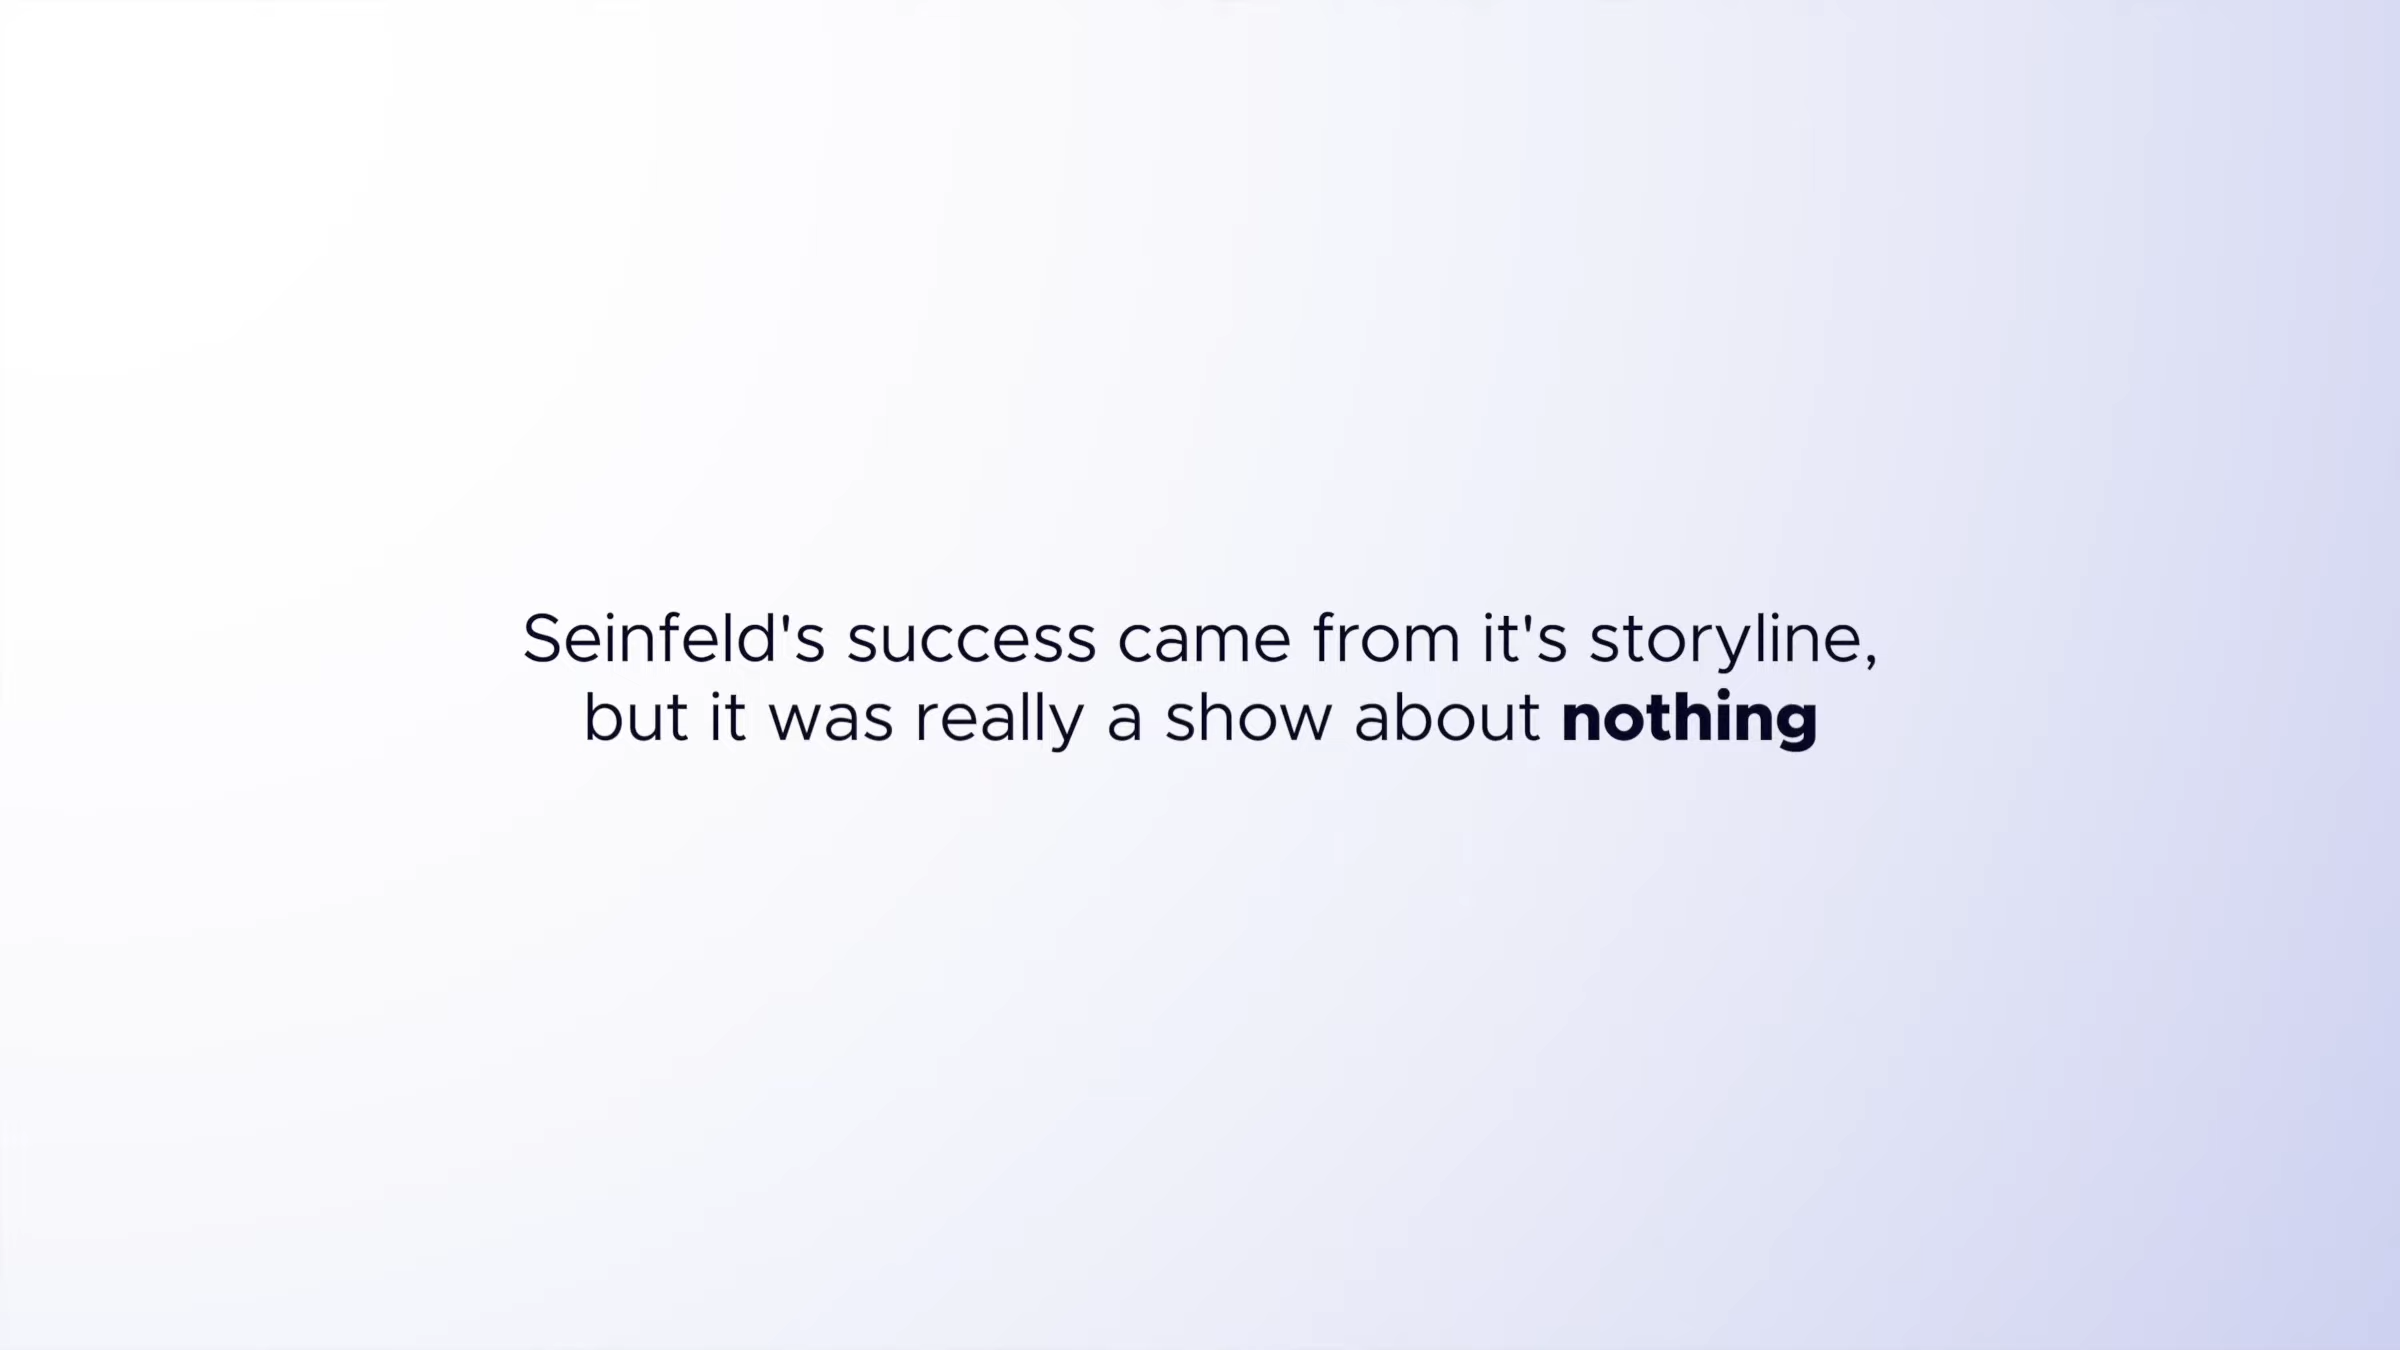 Seinfeld's success came from it's storyline,
but it was really a show about nothing